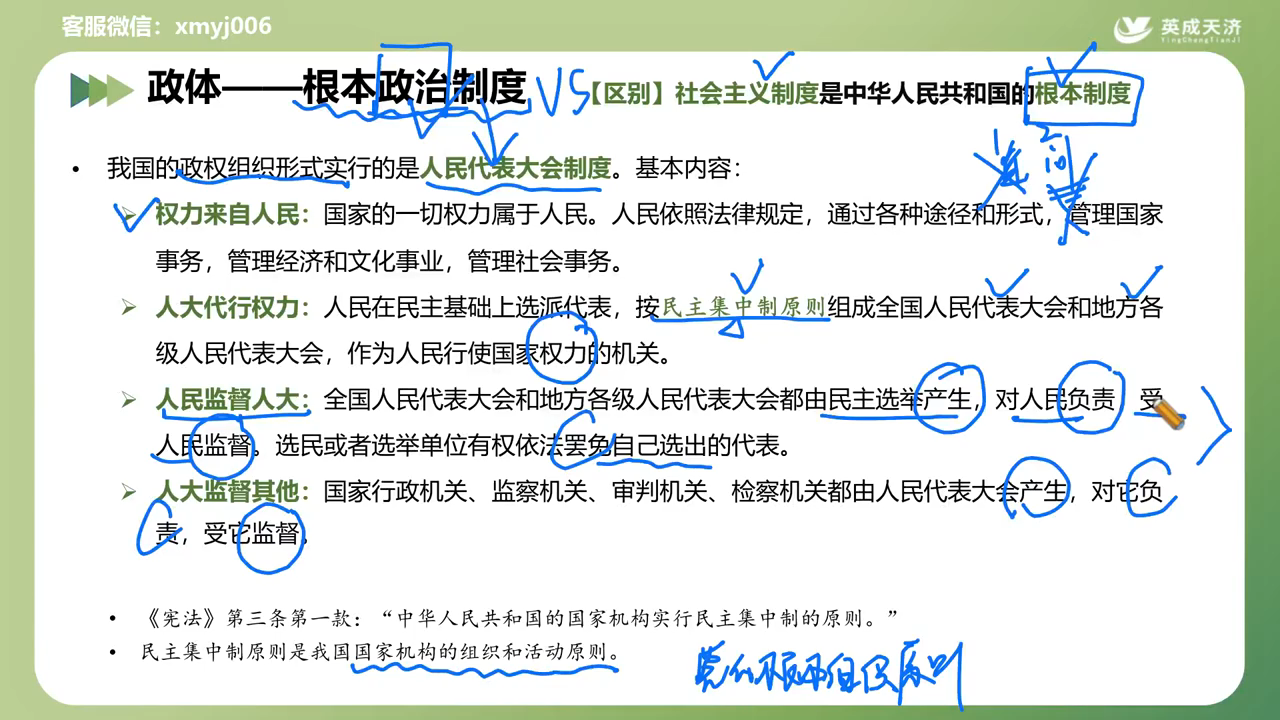 客服微信：xmyj006
英成天济
YingChengTianJi
政体——根本政治制度 VS 【区别】社会主义制度是中华人民共和国的根本制度
• 我国的政权组织形式实行的是人民代表大会制度。基本内容：
权力来自人民：国家的一切权力属于人民。人民依照法律规定，通过各种途径和形式，管理国家
事务，管理经济和文化事业，管理社会事务。
人大代行权力：人民在民主基础上选派代表，按民主集中制原则组成全国人民代表大会和地方各
级人民代表大会，作为人民行使国家权力的机关。
人民监督人大：全国人民代表大会和地方各级人民代表大会都由民主选举产生，对人民负责 受
人民监督。选民或者选举单位有权依法罢免自己选出的代表。
人大监督其他：国家行政机关、监察机关、审判机关、检察机关都由人民代表大会产生，对它负
责，受它监督。
• 《宪法》第三条第一款：“中华人民共和国的国家机构实行民主集中制的原则。”
• 民主集中制原则是我国国家机构的组织和活动原则。